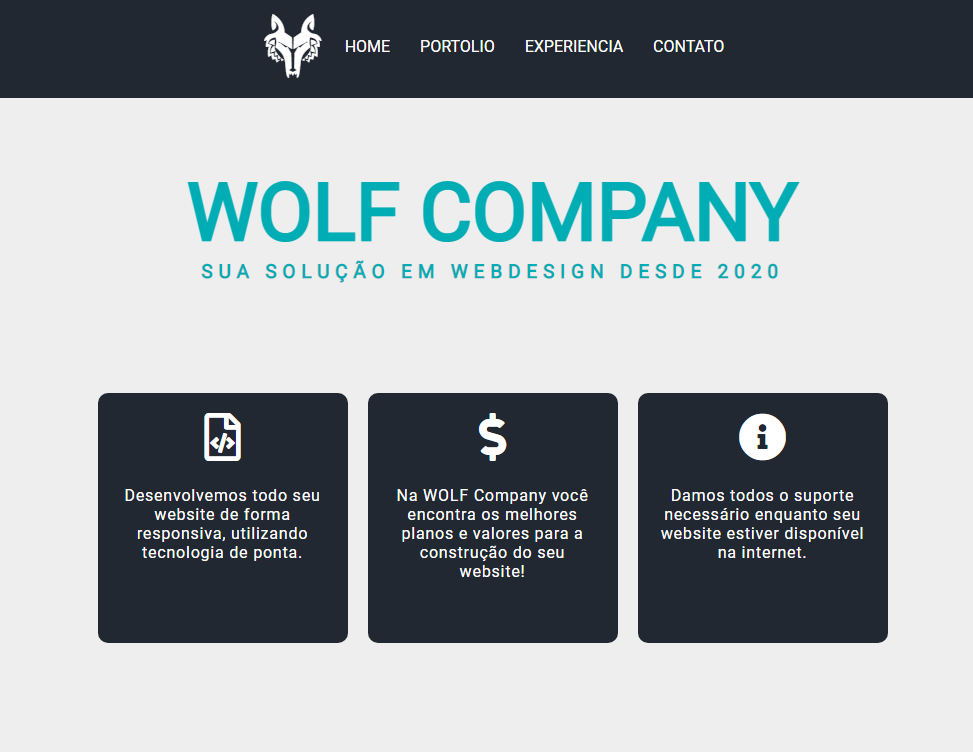 HOME PORTOLIO EXPERIENCIA CONTATO
WOLF COMPANY
SUA SOLUÇÃO EM WEBDESIGN DESDE 2020
Desenvolvemos todo seu
website de forma
responsiva, utilizando
tecnologia de ponta.
Na WOLF Company você
encontra os melhores
planos e valores para a
construção do seu
website!
Damos todos o suporte
necessário enquanto seu
website estiver disponível
na internet.